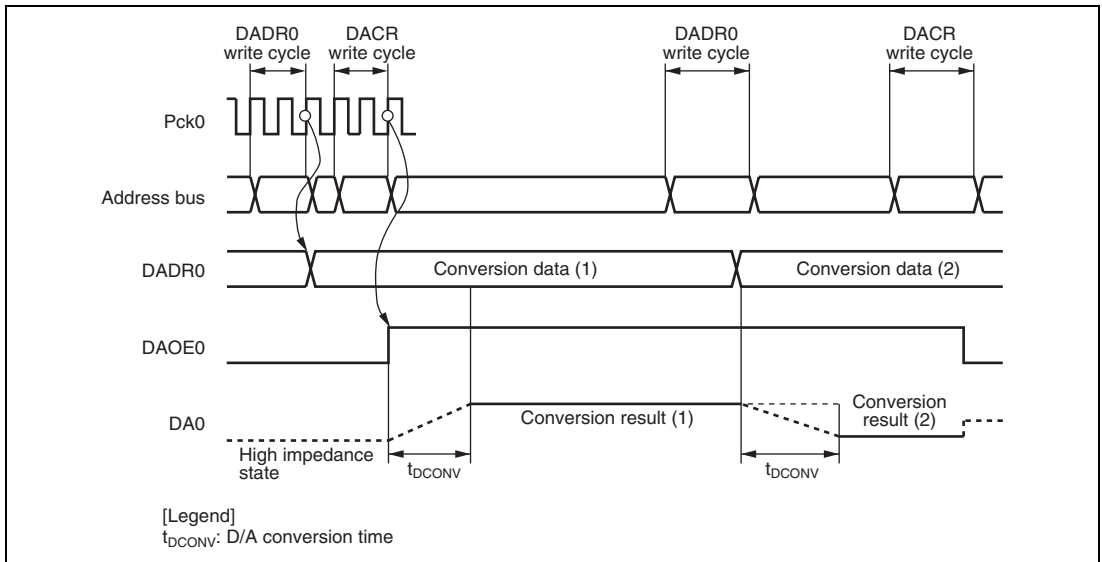 DADR0
write cycle
DACR
write cycle
DADR0
write cycle
DACR
write cycle
Pck0
Address bus
DADR0
Conversion data (1)
Conversion data (2)
DAOE0
DA0
Conversion result (1)
Conversion
result (2)
High impedance
state
tDCONV
tDCONV
[Legend]
tDCONV: D/A conversion time